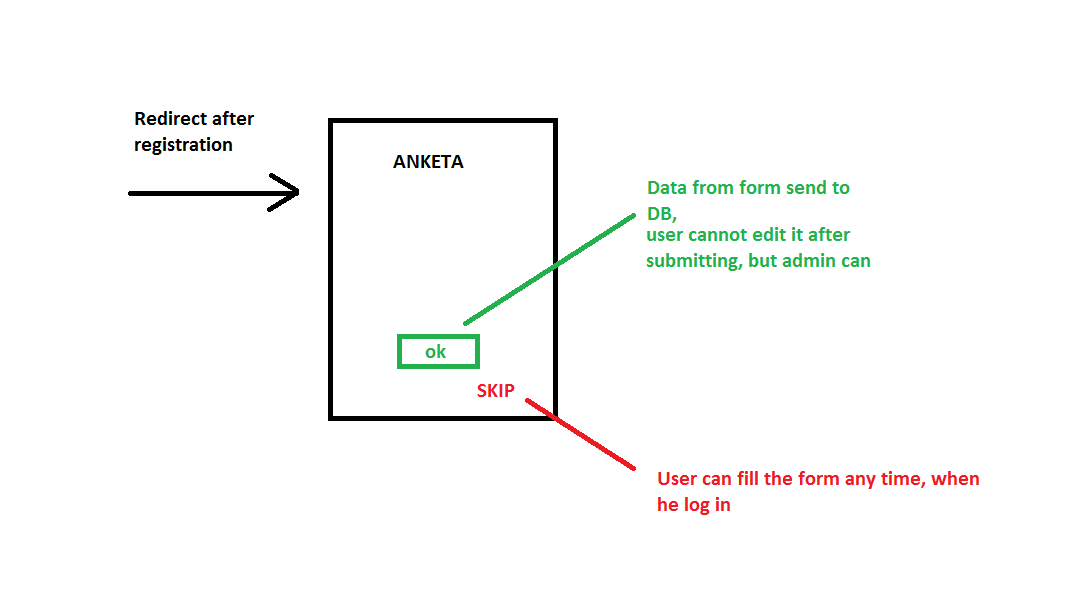 Redirect after
registration
ANKETA
Data from form send to
DB,
user cannot edit it after
submitting, but admin can
ok
SKIP
User can fill the form any time, when
he log in